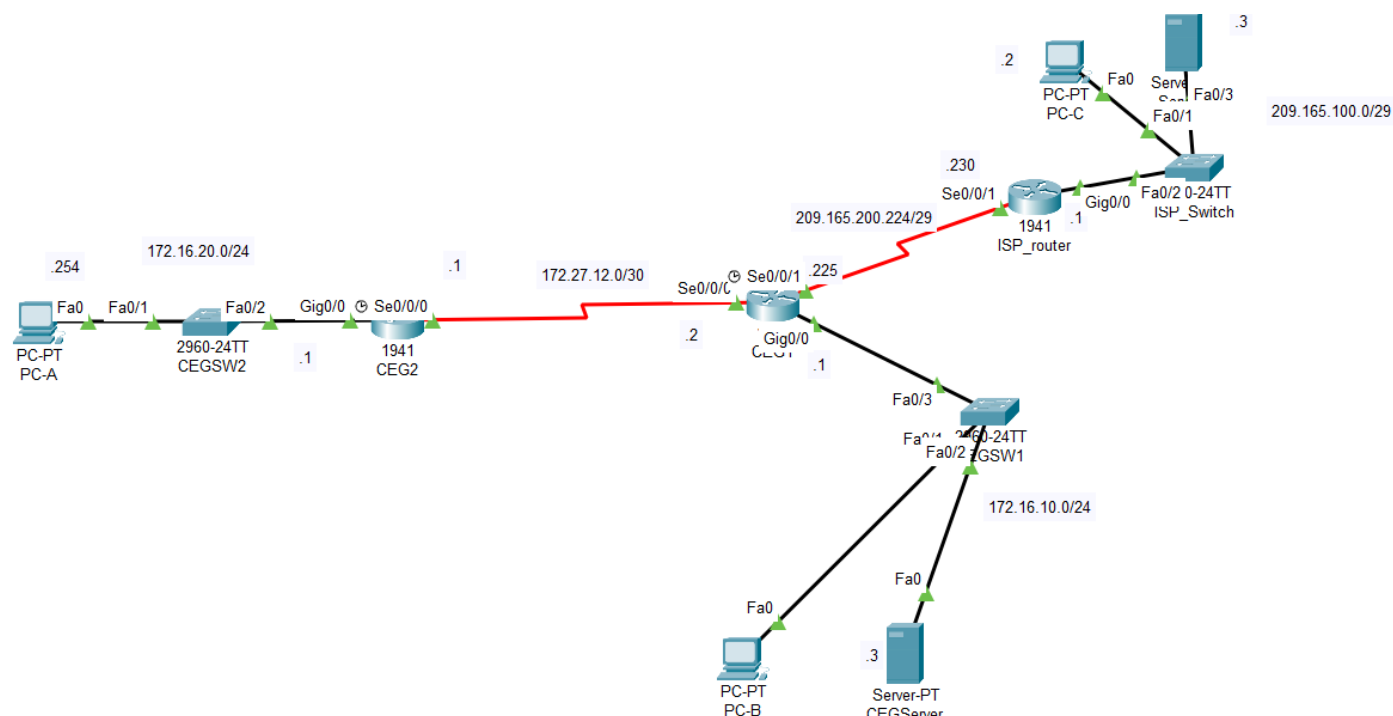 .3
.2
Fa0
PC-PT
PC-C
Fa0/3
Fa0/1
209.165.100.0/29
.230
Se0/0/1
Fa0/2
0-24TT
ISP_Switch
Gig0/0
.1
1941
ISP_router
209.165.200.224/29
172.16.20.0/24
.254
.1
172.27.12.0/30
Se0/0/1
.225
Se0/0/0
Fa0
Fa0/1
Fa0/2
Gig0/0
Se0/0/0
PC-PT
PC-A
2960-24TT
CEGSW2
.1
1941
CEG2
.2
Gig0/0
.1
Fa0/3
Fa0/2
172.16.10.0/24
Fa0
Fa0
.3
PC-PT
PC-B
Server-PT
CEGServer